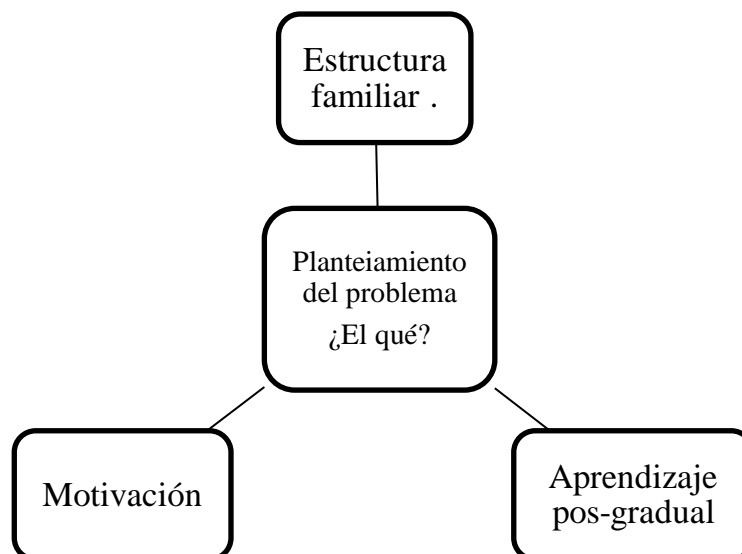 Estructura
familiar .
Planteiamiento
del problema
¿El qué?
Motivación
Aprendizaje
pos-gradual